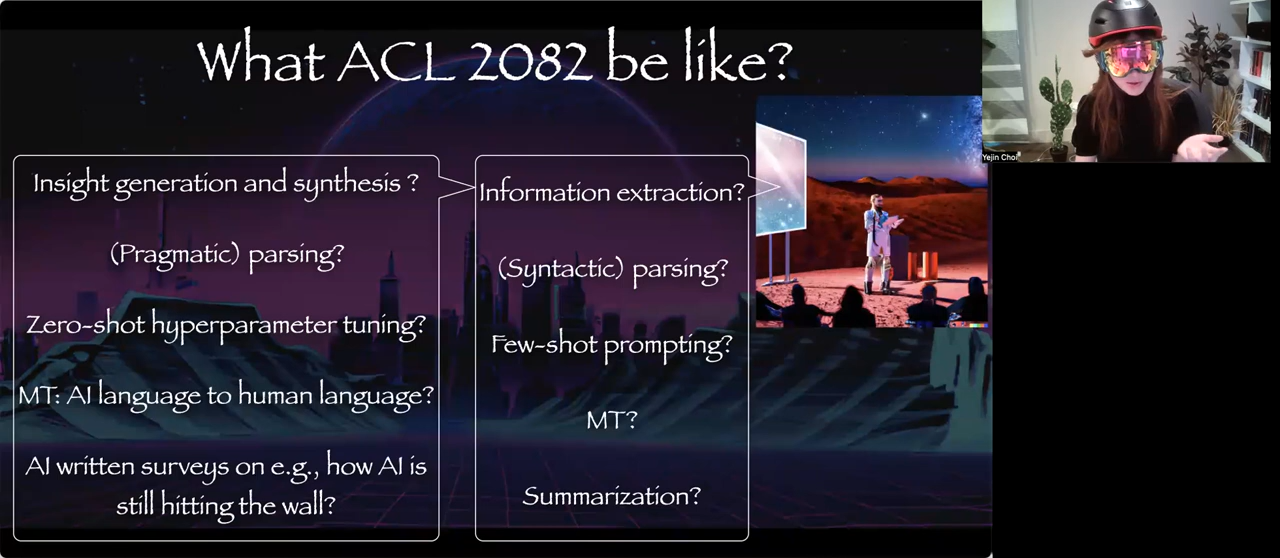 What ACL 2082 be like?
Insight generation and synthesis ?
(Pragmatic) parsing?
Zero-shot hyperparameter tuning?
MT: AI language to human language?
AI written surveys on e.g., how AI is
still hitting the wall?
Information extraction?
(Syntactic) parsing?
Few-shot prompting?
MT?
Summarization?
Yejin Choi